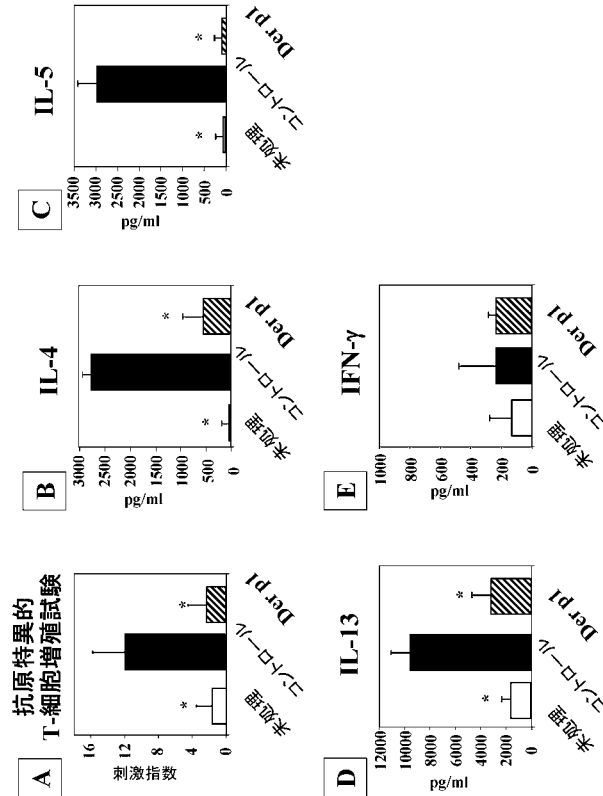 A
抗原特異的
T-細胞増殖試験
刺激指数
16
12
8
4
0
*
*
未処理
コントロール
Der p1
B
IL-4
pg/ml
3000
2500
2000
1500
1000
500
0
*
*
未処理
コントロール
Der p1
C
IL-5
pg/ml
3500
3000
2500
2000
1500
1000
500
0
*
*
未処理
コントロール
Der p1
D
IL-13
pg/ml
12000
10000
8000
6000
4000
2000
0
*
*
未処理
コントロール
Der p1
E
IFN-γ
pg/ml
1000
800
600
400
200
0
未処理
コントロール
Der p1